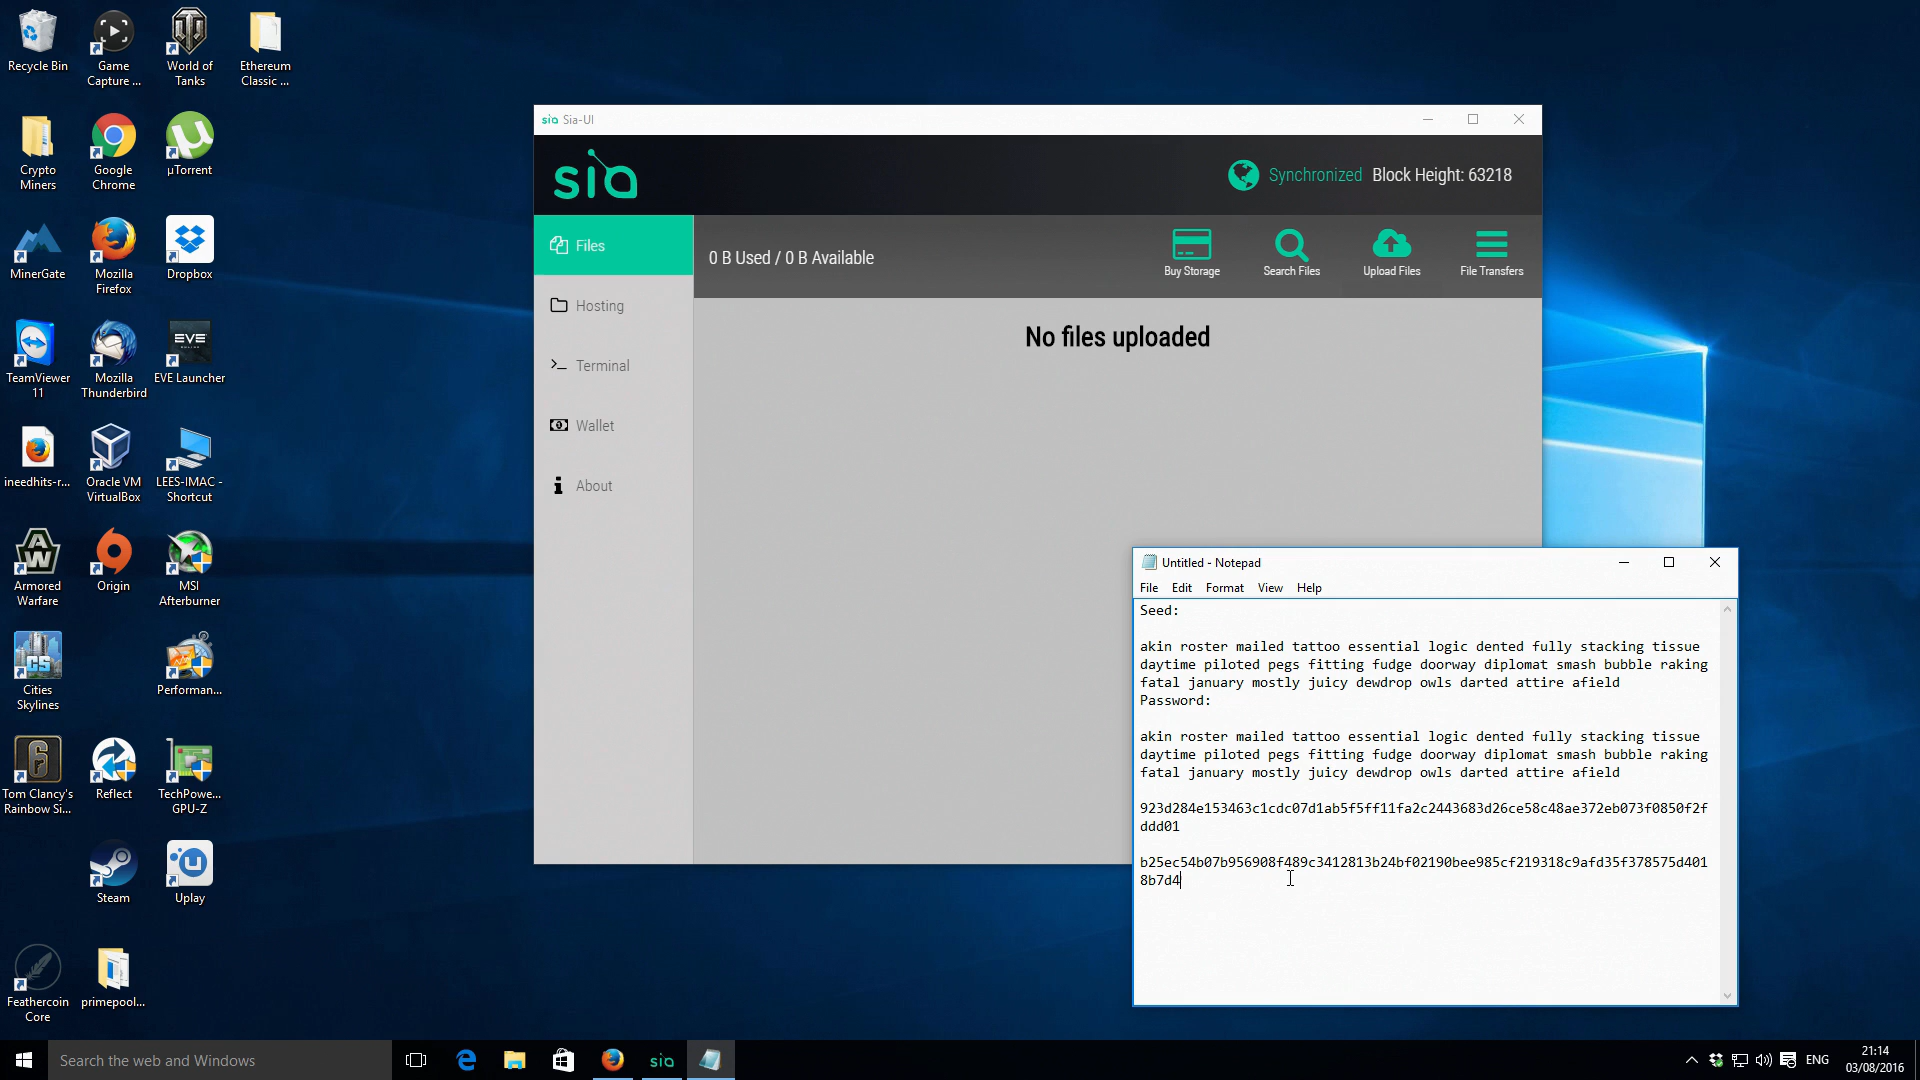 Recycle Bin
Game
Capture ...
World of
Tanks
Ethereum
Classic ...
Crypto
Miners
Google
Chrome
µTorrent
MinerGate
Mozilla
Firefox
Dropbox
TeamViewer
11
Mozilla
Thunderbird
EVE
EVE Launcher
ineedhits-r...
Oracle VM
VirtualBox
LEES-IMAC -
Shortcut
AW
Armored
Warfare
Origin
MSI
Afterburner
CS
Cities
Skylines
Performan...
6
Tom Clancy's
Rainbow Si...
Reflect
TechPowe...
GPU-Z
Steam
Uplay
Feathercoin
Core
primepool...
sia Sia-UI
sia
Synchronized Block Height: 63218
Files
Hosting
Terminal
Wallet
About
0 B Used / 0 B Available
Buy Storage
Search Files
Upload Files
File Transfers
No files uploaded
Untitled - Notepad
File Edit Format View Help
Seed:
akin roster mailed tattoo essential logic dented fully stacking tissue
daytime piloted pegs fitting fudge doorway diplomat smash bubble raking
fatal january mostly juicy dewdrop owls darted attire afield
Password:
akin roster mailed tattoo essential logic dented fully stacking tissue
daytime piloted pegs fitting fudge doorway diplomat smash bubble raking
fatal january mostly juicy dewdrop owls darted attire afield
923d284e153463c1cdc07d1ab5f5ff11fa2c2443683d26ce58c48ae372eb073f0850f2f
ddd01
b25ec54b07b956908f489c3412813b24bf02190bee985cf219318c9afd35f378575d401
8b7d4
Search the web and Windows
sia
ENG
21:14
03/08/2016